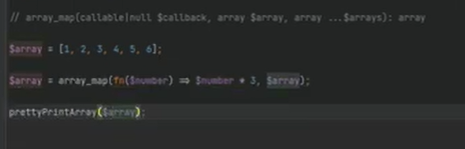 // array_map(callable|null $callback, array $array, array ...$arrays): array
$array = [1, 2, 3, 4, 5, 6];
$array = array_map(fn($number) => $number * 3, $array);
prettyPrintArray($array);